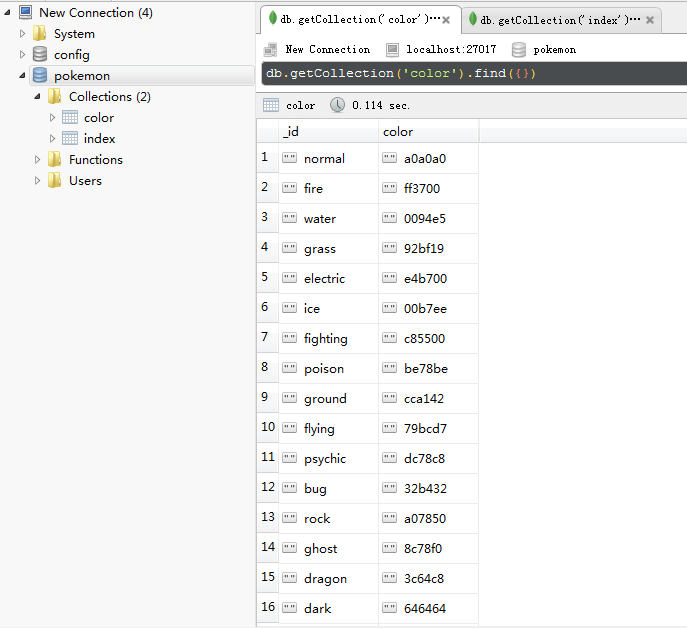 New Connection (4)
System
config
pokemon
Collections (2)
color
index
Functions
Users
db.getCollection('color')⋯ db.getCollection('index')⋯
New Connection localhost:27017 pokemon
db.getCollection('color').find({})
color 0.114 sec.
_id color
1 "" normal "" a0a0a0
2 "" fire "" ff3700
3 "" water "" 0094e5
4 "" grass "" 92bf19
5 "" electric "" e4b700
6 "" ice "" 00b7ee
7 "" fighting "" c85500
8 "" poison "" be78be
9 "" ground "" cca142
10 "" flying "" 79bcd7
11 "" psychic "" dc78c8
12 "" bug "" 32b432
13 "" rock "" a07850
14 "" ghost "" 8c78f0
15 "" dragon "" 3c64c8
16 "" dark "" 646464